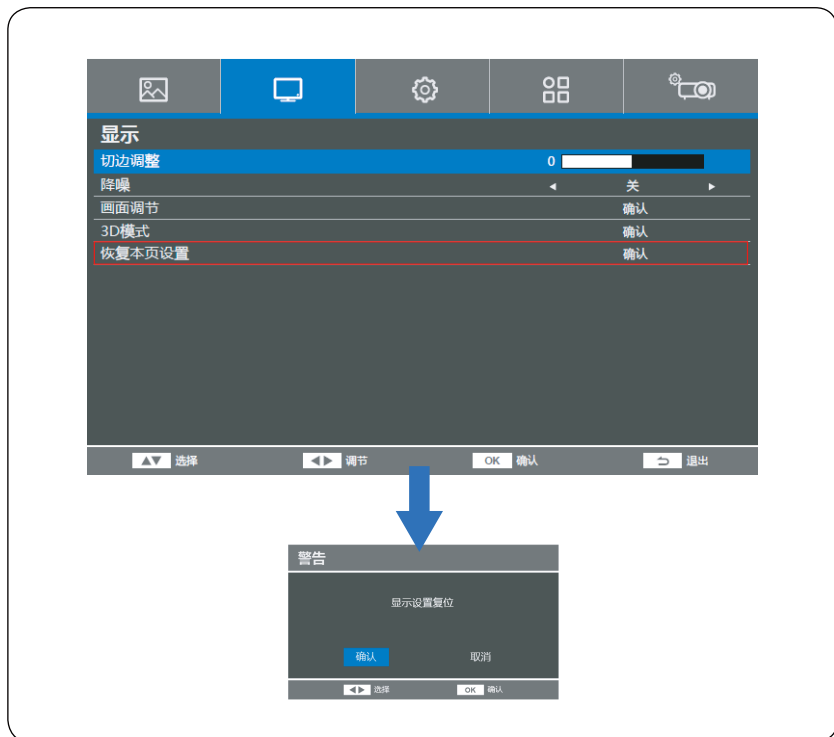 显示
切边调整 0
降噪 ◀ 关 ▶
画面调节 确认
3D模式 确认
恢复本页设置 确认
▲▼ 选择 ◀▶ 调节 OK 确认 退出
警告
显示设置复位
确认 取消
◀▶ 选择 OK 确认